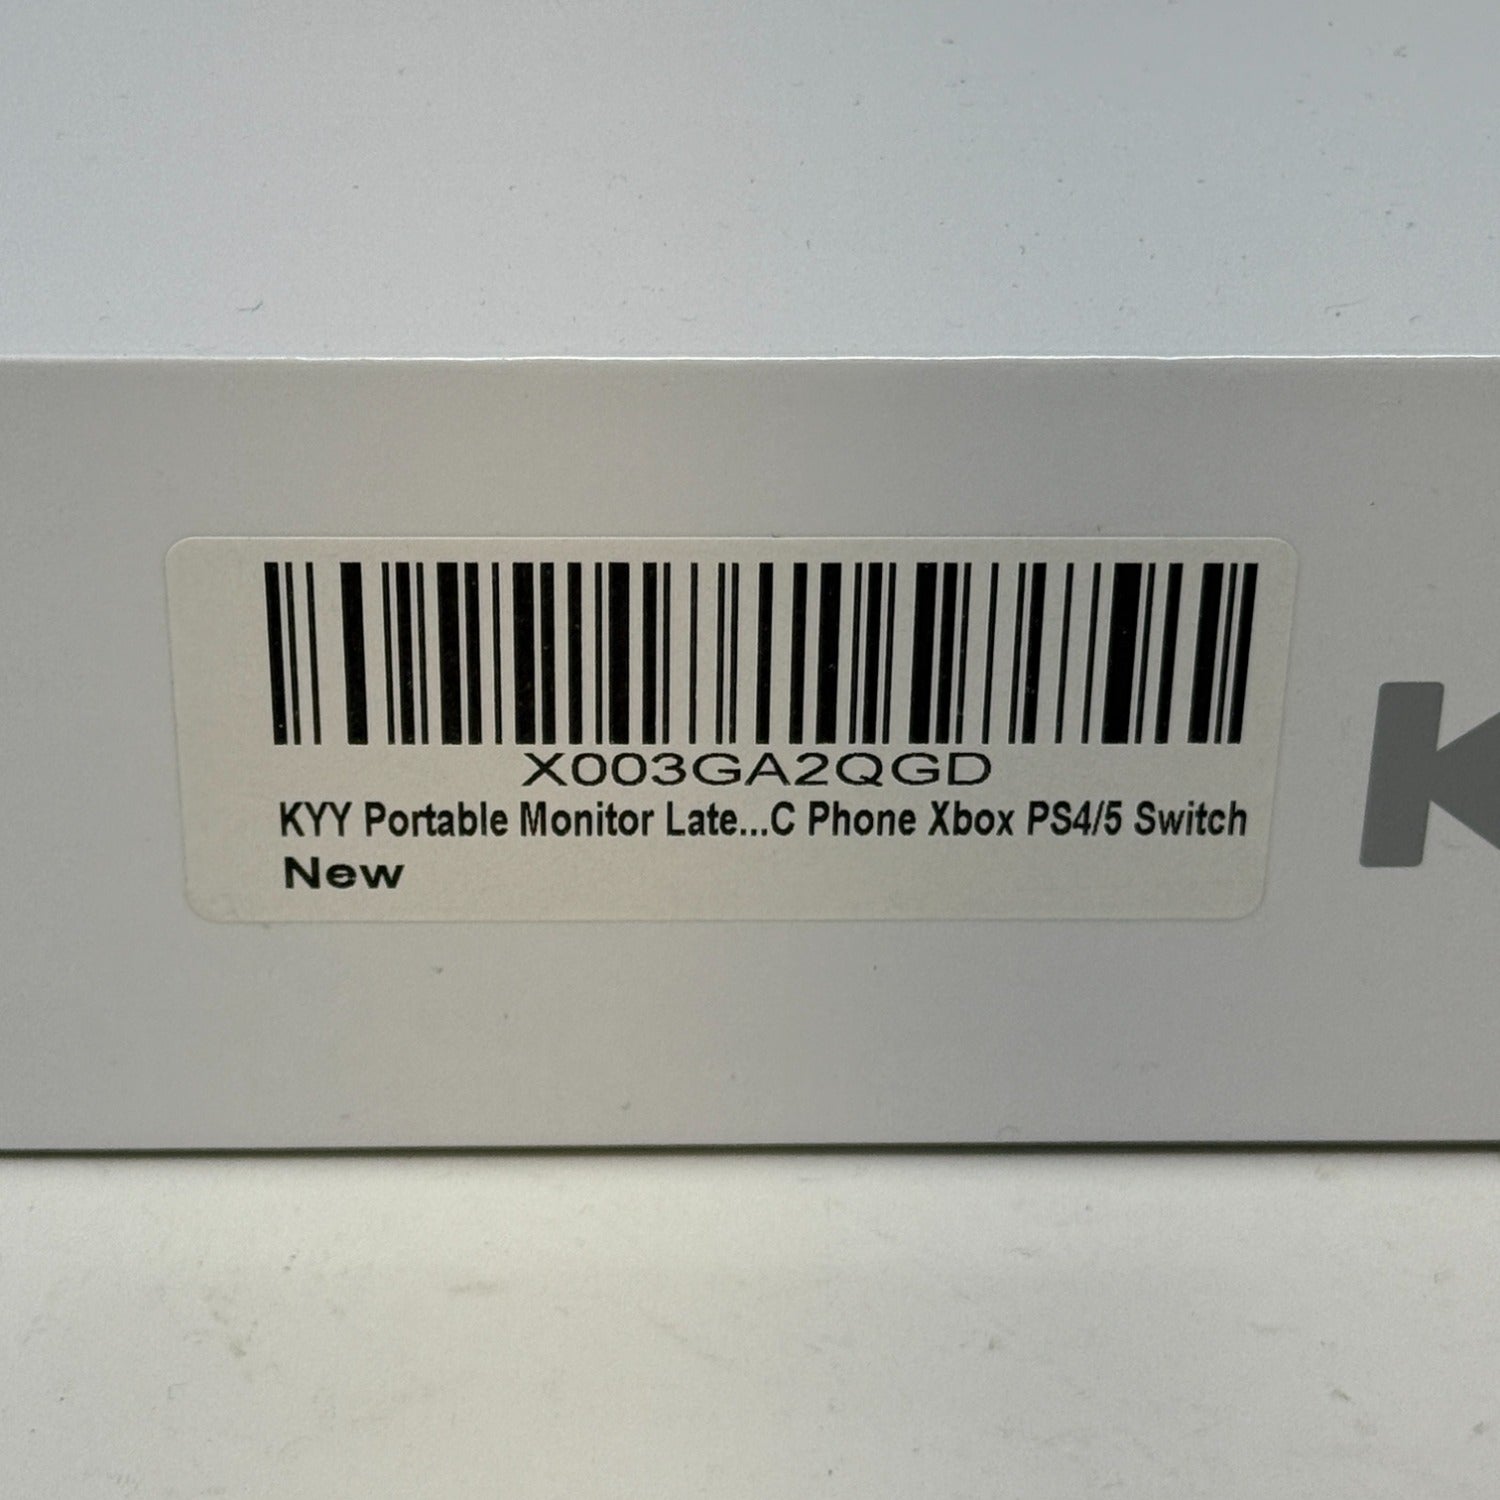 X003GA2QGD
KYY Portable Monitor Late...C Phone Xbox PS4/5 Switch
New
K